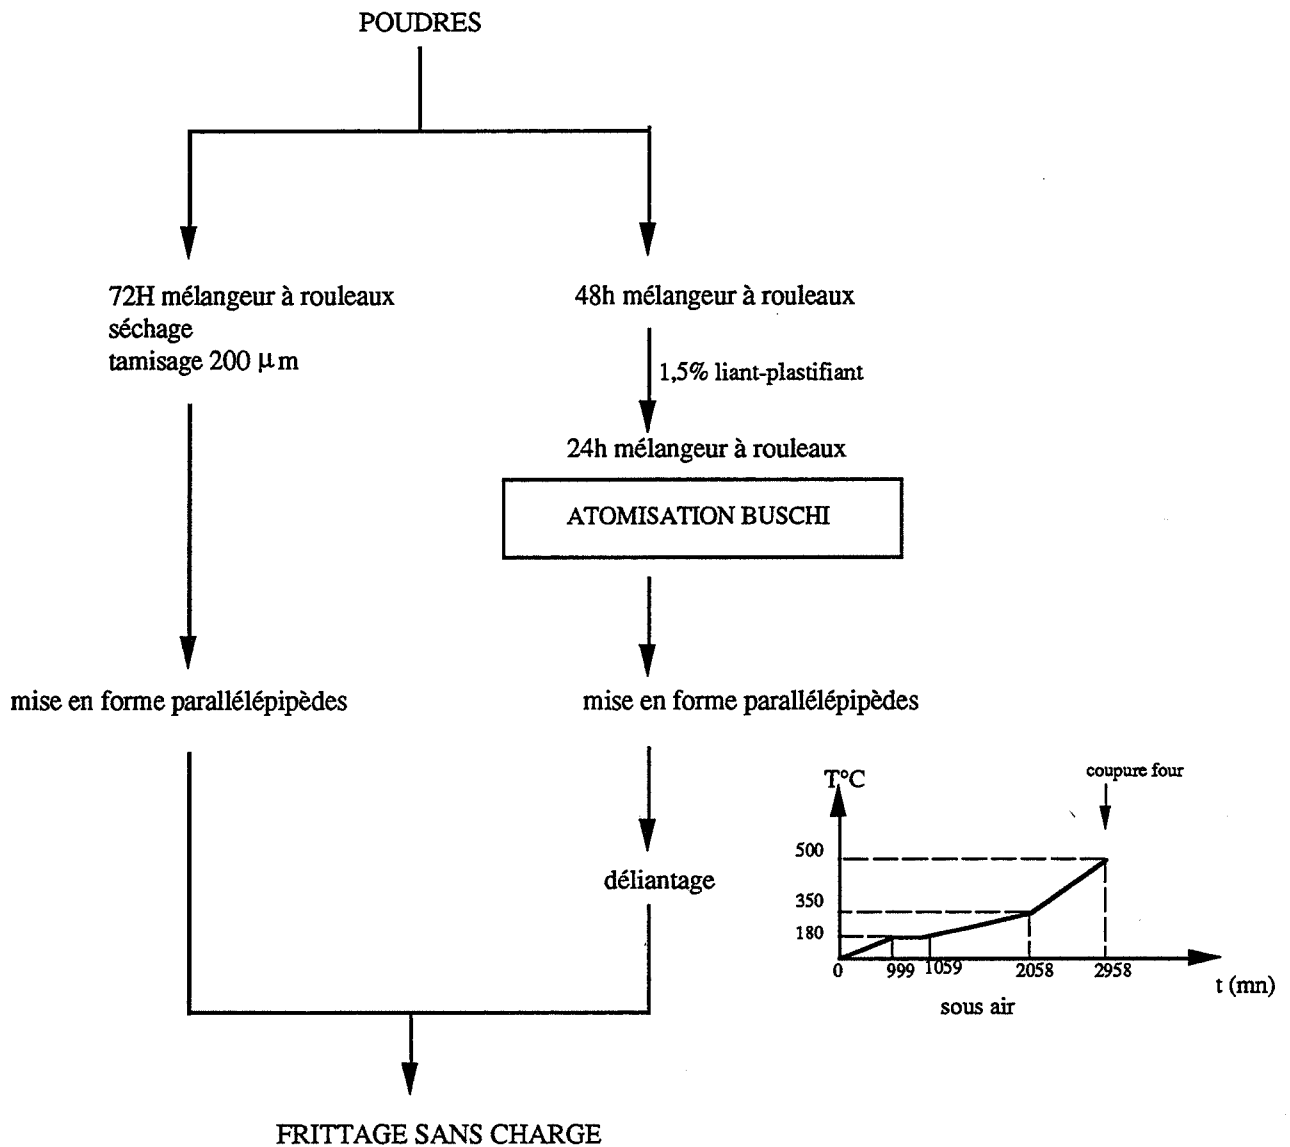 POUDRES
72H mélangeur à rouleaux
séchage
tamisage 200 μm
48h mélangeur à rouleaux
1,5% liant-plastifiant
24h mélangeur à rouleaux
ATOMISATION BUSCHI
mise en forme parallélépipèdes
mise en forme parallélépipèdes
déliantage
T°C
coupure four
500
350
180
0
999
1059
2058
2958
t (mn)
sous air
FRITTAGE SANS CHARGE